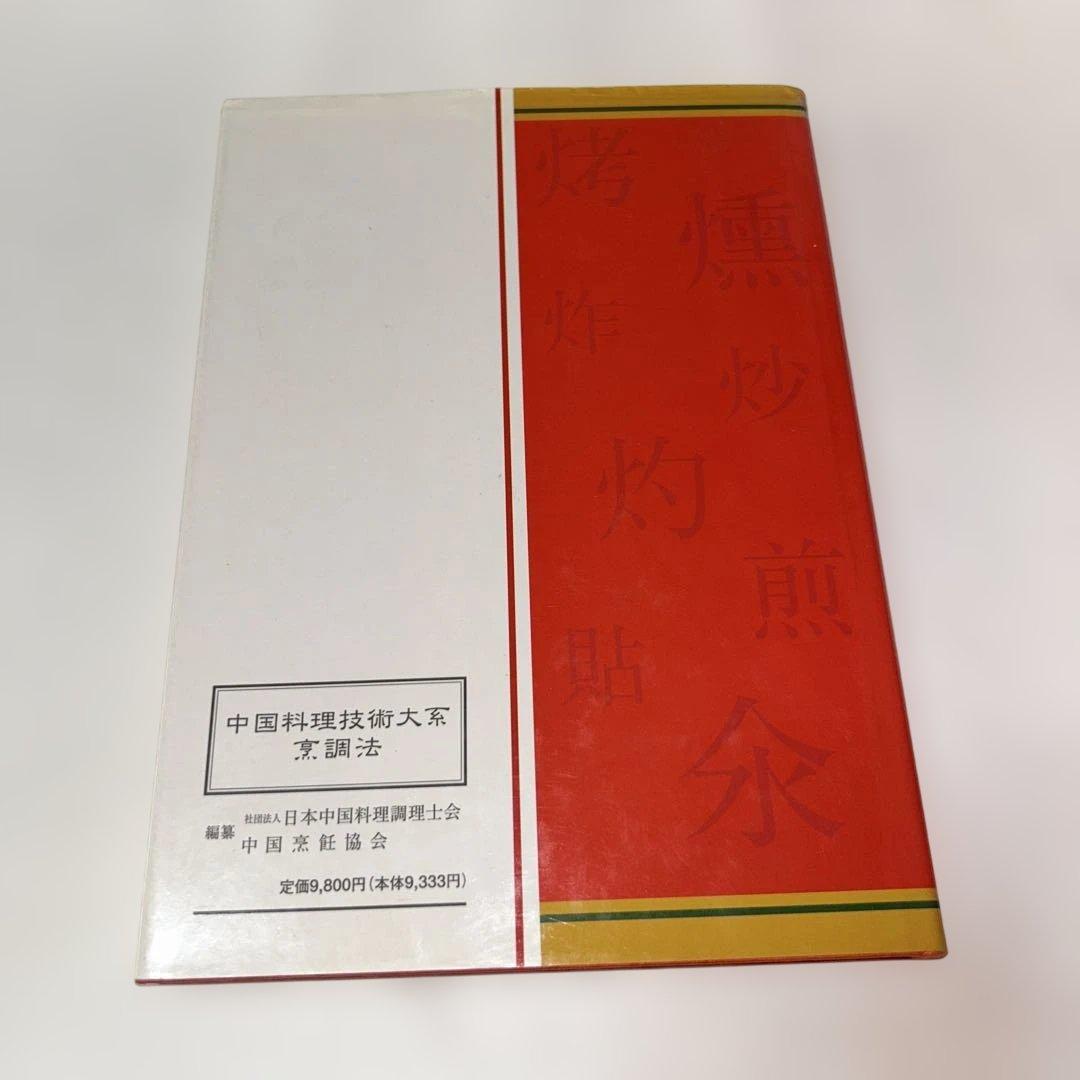 烤
燻
炸
炒
灼
煎
貼
氽
中国料理技術大系
烹調法
編纂
社団法人日本中国料理調理士会
中国烹飪協会
定価9,800円(本体9,333円)